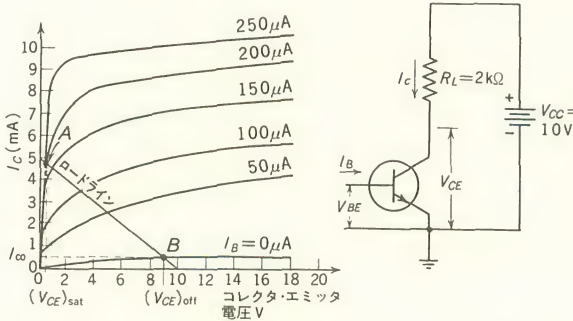 250μA
200μA
150μA
100μA
50μA
I_B=0μA
I_C(mA)
10
9
8
7
6
5
4
3
2
1
0
I_co
A
ロードライン
B
0 2 4 6 8 10 12 14 16 18 20
(V_CE)sat
(V_CE)off
コレクタ・エミッタ
電圧V
I_c
R_L=2kΩ
+
-
V_CC=
10V
I_B
V_BE
V_CE